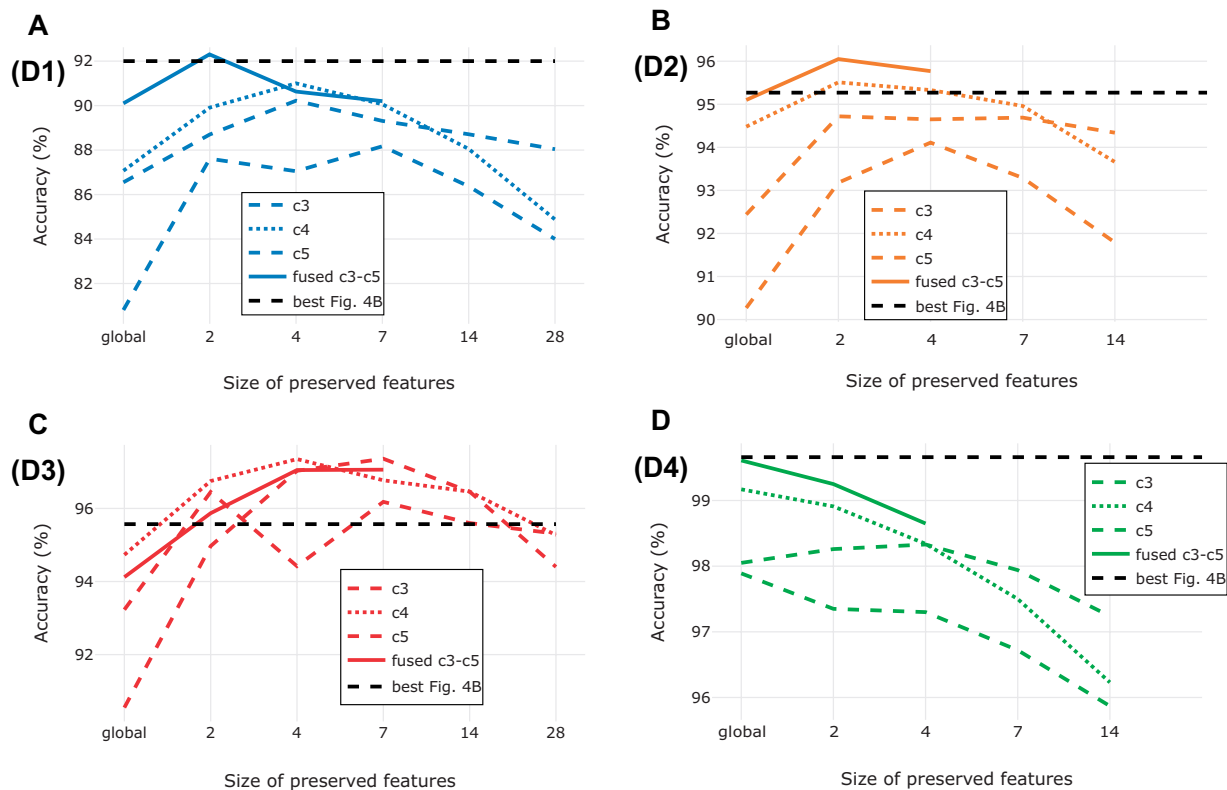 A
(D1)
92
90
88
86
84
82
Accuracy (%)
c3
c4
c5
fused c3-c5
best Fig. 4B
global 2 4 7 14 28
Size of preserved features
B
(D2)
96
95
94
93
92
91
90
Accuracy (%)
c3
c4
c5
fused c3-c5
best Fig. 4B
global 2 4 7 14
Size of preserved features
C
(D3)
96
94
92
Accuracy (%)
c3
c4
c5
fused c3-c5
best Fig. 4B
global 2 4 7 14 28
Size of preserved features
D
(D4)
99
98
97
96
Accuracy (%)
c3
c4
c5
fused c3-c5
best Fig. 4B
global 2 4 7 14
Size of preserved features